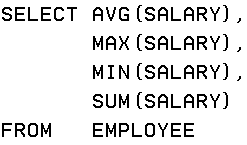 SELECT AVG(SALARY),
MAX(SALARY),
MIN(SALARY),
SUM(SALARY)
FROM EMPLOYEE